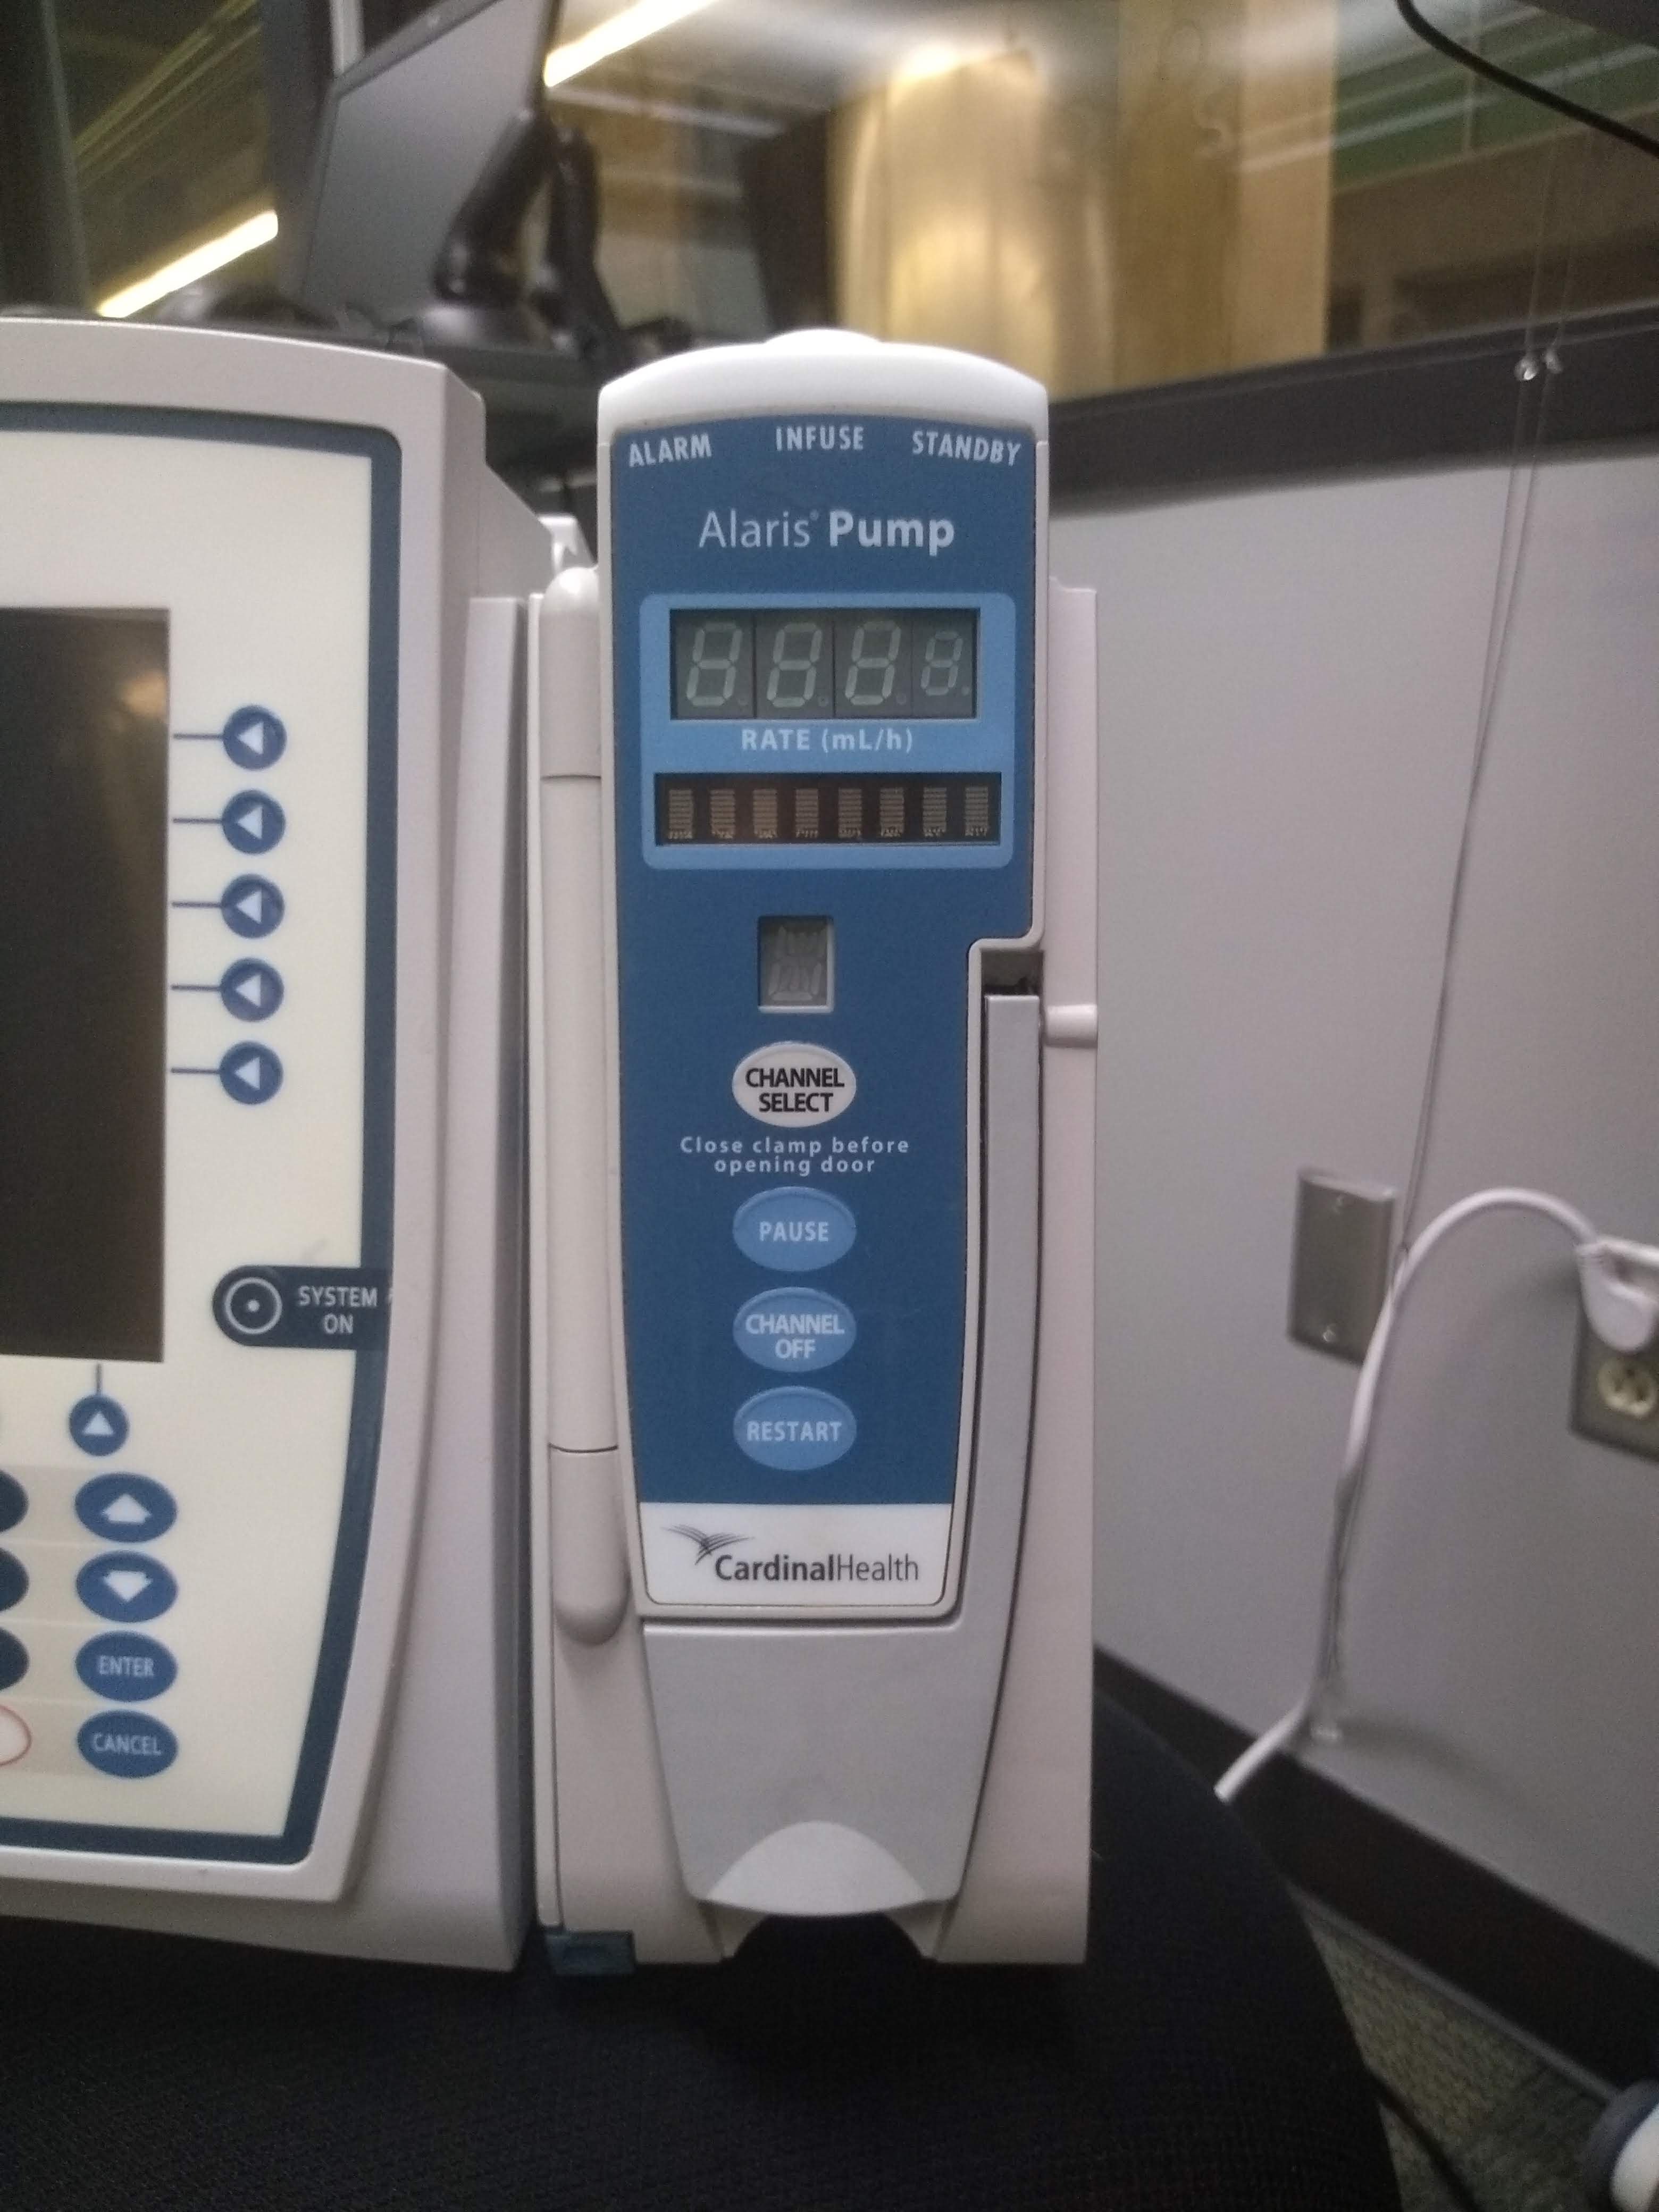 ALARM INFUSE STANDBY
Alaris® Pump
RATE (mL/h)
CHANNEL
SELECT
Close clamp before
opening door
PAUSE
CHANNEL
OFF
RESTART
CardinalHealth
SYSTEM
ON
ENTER
CANCEL